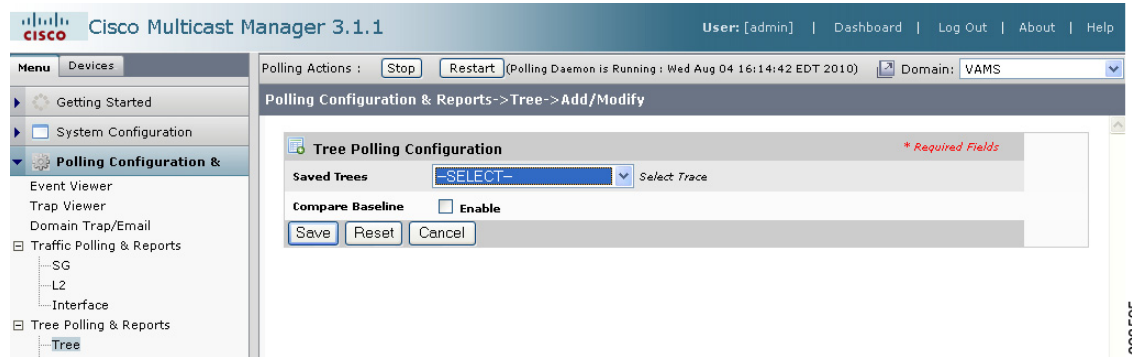 cisco Cisco Multicast Manager 3.1.1 User: [admin] | Dashboard | Log Out | About | Help
Menu Devices
Polling Actions : Stop Restart (Polling Daemon is Running : Wed Aug 04 16:14:42 EDT 2010) Domain: VAMS
Getting Started
Polling Configuration & Reports->Tree->Add/Modify
System Configuration
Tree Polling Configuration * Required Fields
Polling Configuration &
Saved Trees --SELECT-- Select Trace
Event Viewer
Trap Viewer
Compare Baseline Enable
Domain Trap/Email
Save Reset Cancel
Traffic Polling & Reports
SG
L2
Interface
Tree Polling & Reports
Tree